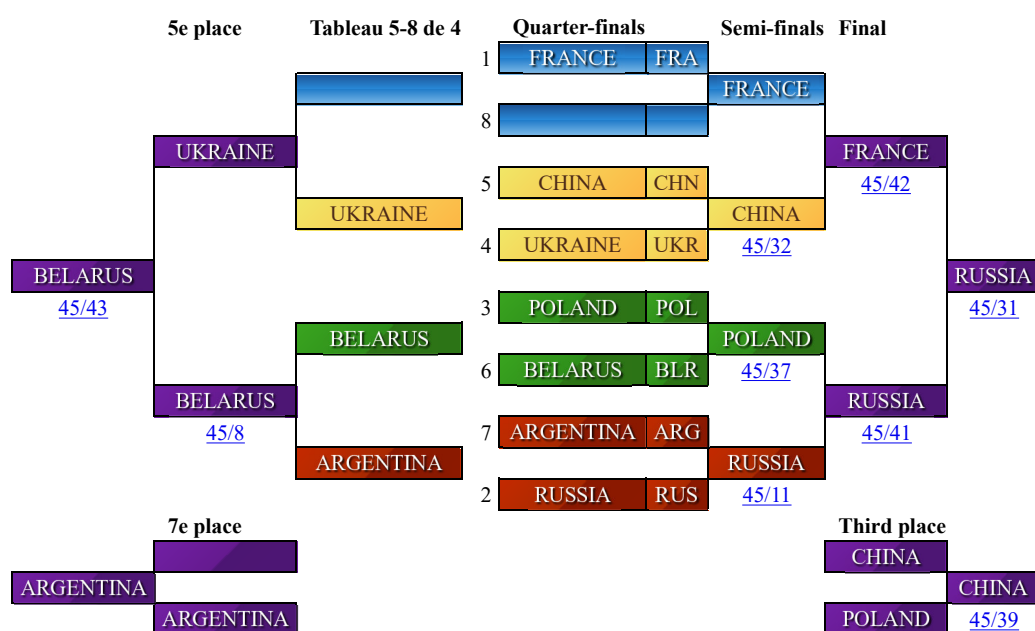 5e place Tableau 5-8 de 4 Quarter-finals Semi-finals Final
1 FRANCE FRA
FRANCE
8
UKRAINE FRANCE
45/42
5 CHINA CHN
UKRAINE CHINA
4 UKRAINE UKR 45/32
BELARUS RUSSIA
45/43 45/31
3 POLAND POL
BELARUS POLAND
6 BELARUS BLR 45/37
BELARUS RUSSIA
45/8 45/41
7 ARGENTINA ARG
ARGENTINA RUSSIA
2 RUSSIA RUS 45/11
7e place Third place
CHINA
ARGENTINA CHINA
ARGENTINA POLAND 45/39